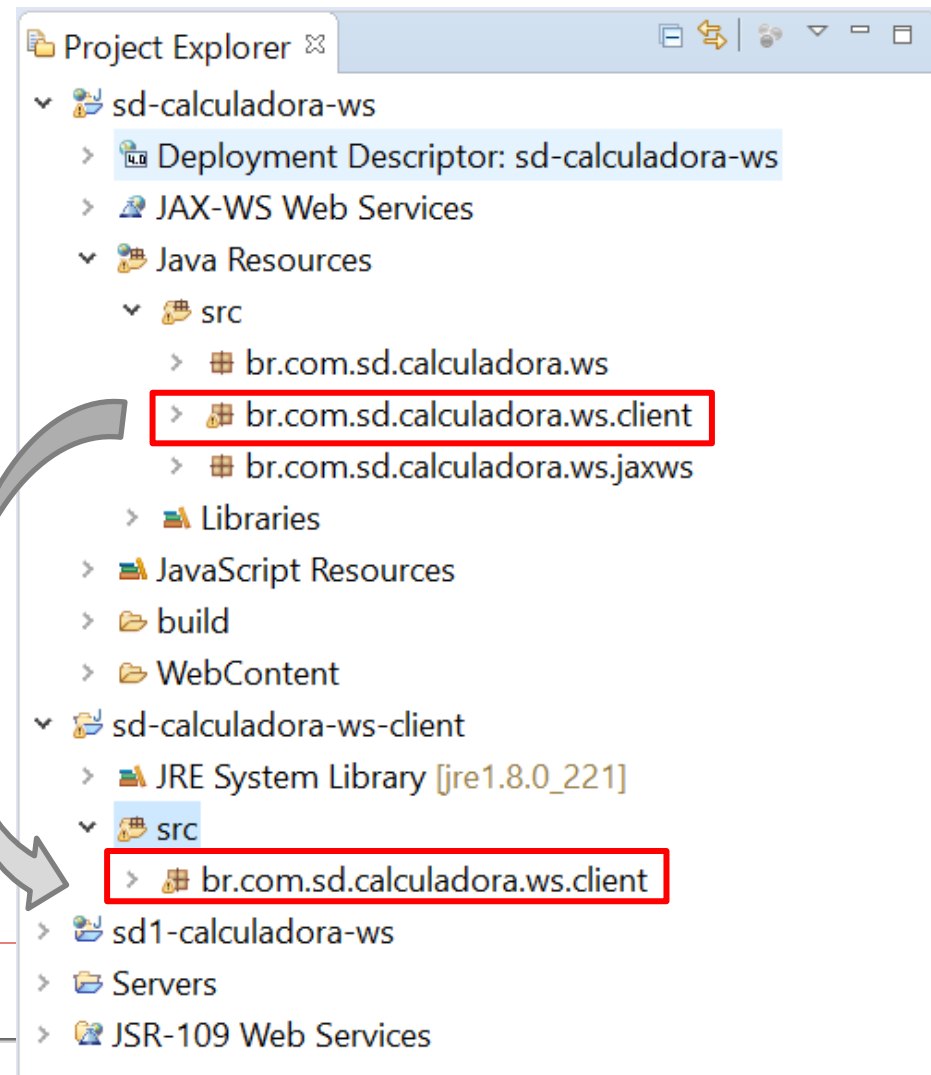 Project Explorer
sd-calculadora-ws
4.0 Deployment Descriptor: sd-calculadora-ws
JAX-WS Web Services
Java Resources
src
br.com.sd.calculadora.ws
br.com.sd.calculadora.ws.client
br.com.sd.calculadora.ws.jaxws
Libraries
JavaScript Resources
build
WebContent
sd-calculadora-ws-client
JRE System Library [jre1.8.0_221]
src
br.com.sd.calculadora.ws.client
sd1-calculadora-ws
Servers
JSR-109 Web Services